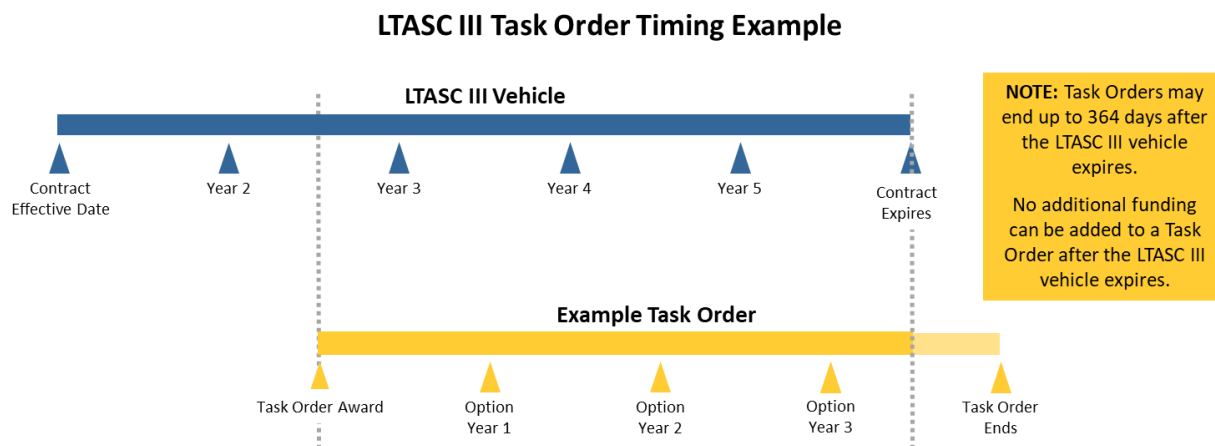 LTASC III Task Order Timing Example
LTASC III Vehicle
Contract
Effective Date
Year 2
Year 3
Year 4
Year 5
Contract
Expires
NOTE: Task Orders may
end up to 364 days after
the LTASC III vehicle
expires.
No additional funding
can be added to a Task
Order after the LTASC III
vehicle expires.
Example Task Order
Task Order Award
Option
Year 1
Option
Year 2
Option
Year 3
Task Order
Ends